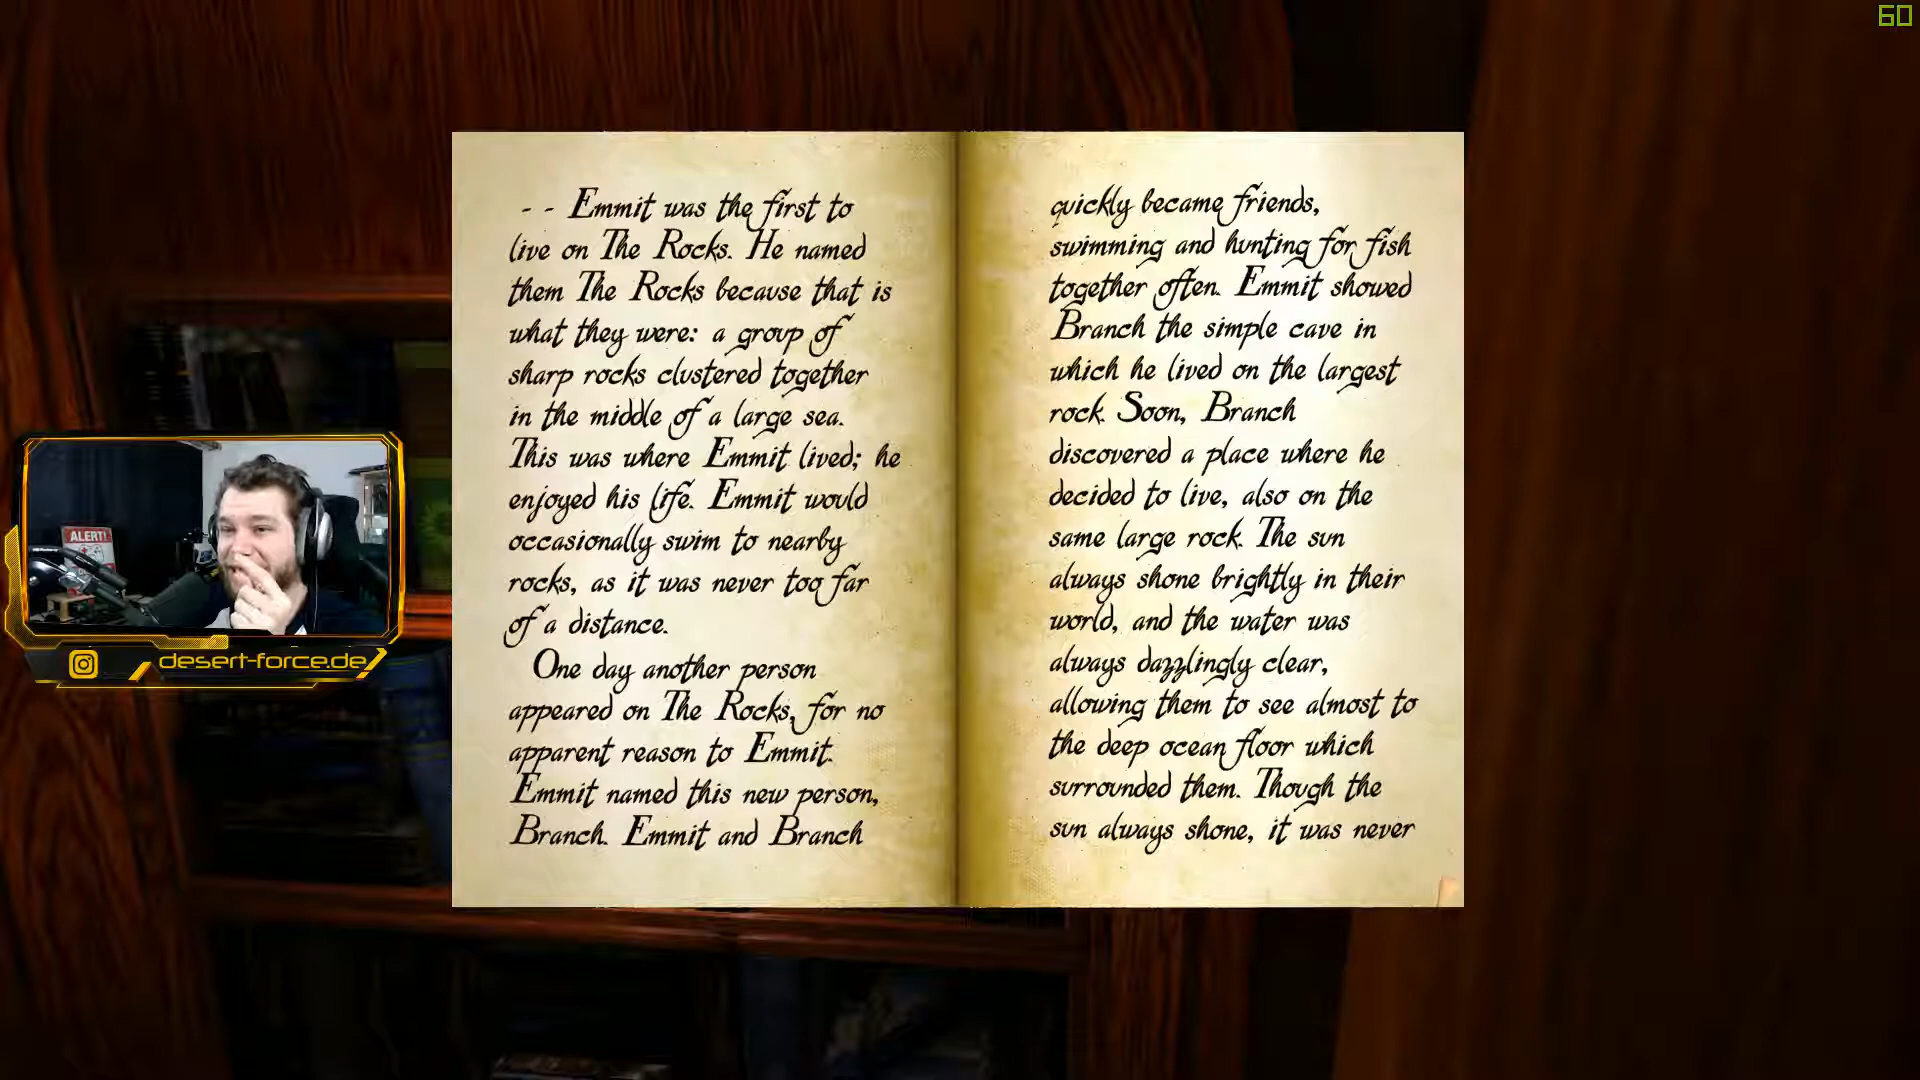 60
- - Emmit was the first to
live on The Rocks. He named
them The Rocks because that is
what they were: a group of
sharp rocks clustered together
in the middle of a large sea.
This was where Emmit lived; he
enjoyed his life. Emmit would
occasionally swim to nearby
rocks, as it was never too far
of a distance.
One day another person
appeared on The Rocks, for no
apparent reason to Emmit.
Emmit named this new person,
Branch. Emmit and Branch
quickly became friends,
swimming and hunting for fish
together often. Emmit showed
Branch the simple cave in
which he lived on the largest
rock. Soon, Branch
discovered a place where he
decided to live, also on the
same large rock. The sun
always shone brightly in their
world, and the water was
always dazzlingly clear,
allowing them to see almost to
the deep ocean floor which
surrounded them. Though the
sun always shone, it was never
ALERT!
desert-force.de